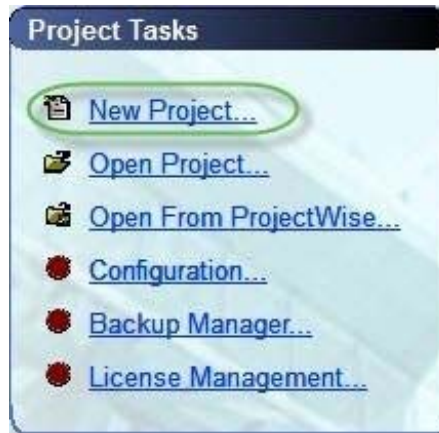 Project Tasks
New Project...
Open Project...
Open From ProjectWise...
Configuration...
Backup Manager...
License Management...